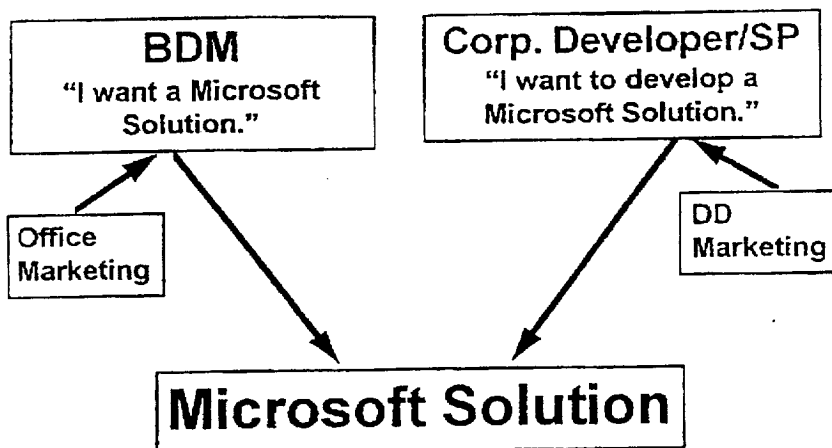 BDM
“I want a Microsoft
Solution.”
Corp. Developer/SP
“I want to develop a
Microsoft Solution.”
Office
Marketing
DD
Marketing
Microsoft Solution